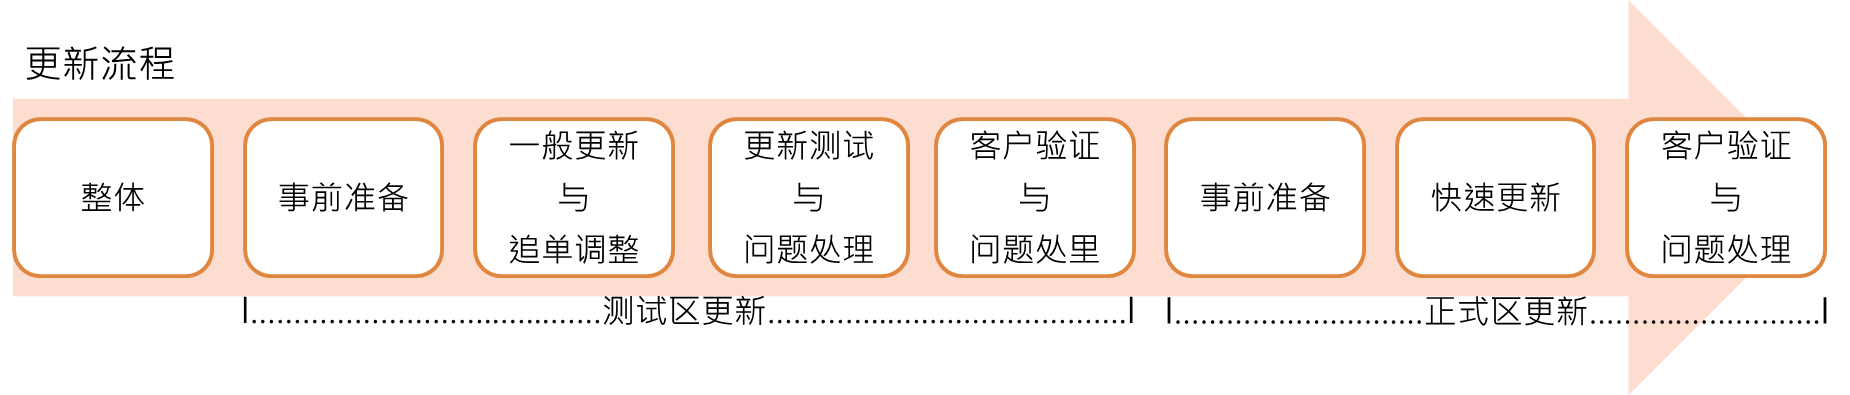 更新流程
整体
事前准备
一般更新
与
追单调整
更新测试
与
问题处理
客户验证
与
问题处里
事前准备
快速更新
客户验证
与
问题处理
测试区更新
正式区更新